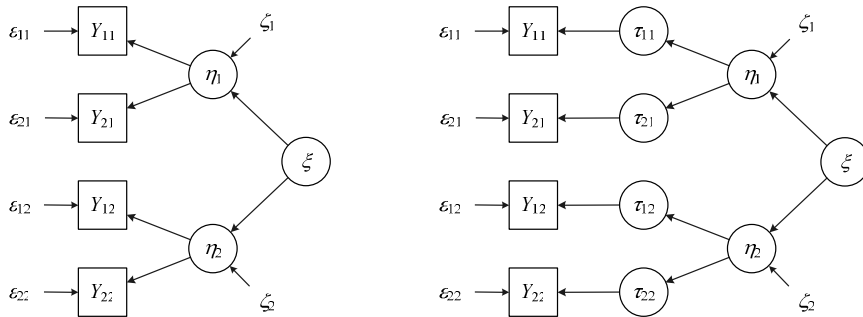 ε11 Y11 ζ1 ε11 Y11 τ11 ζ1
η1 η1
ε21 Y21 ε21 Y21 τ21
ξ ξ
ε12 Y12 ε12 Y12 τ12
η2 η2
ε22 Y22 ζ2 ε22 Y22 τ22 ζ2